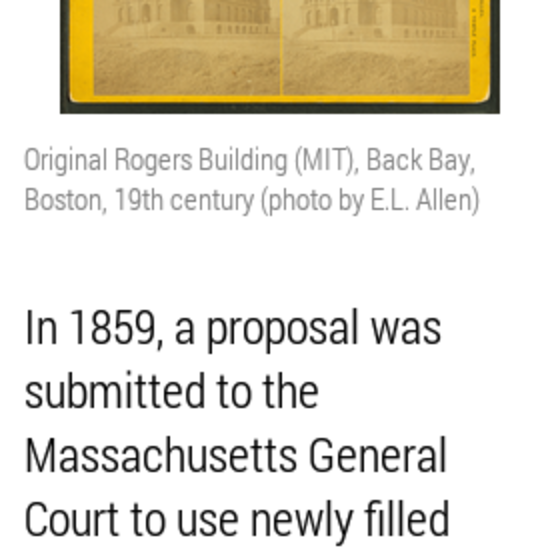 Original Rogers Building (MIT), Back Bay,
Boston, 19th century (photo by E.L. Allen)
In 1859, a proposal was
submitted to the
Massachusetts General
Court to use newly filled